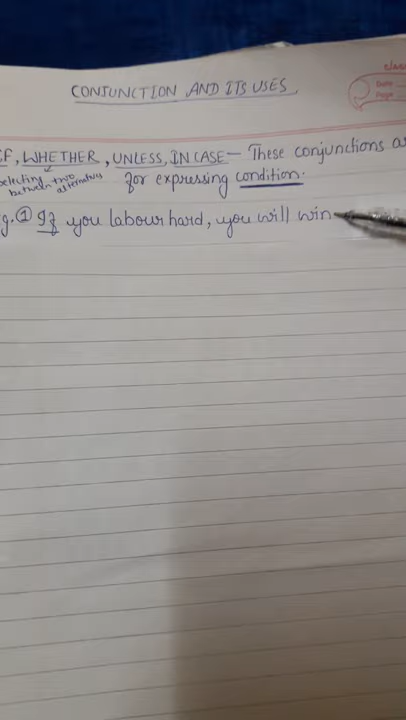 CONJUNCTION AND ITS USES
IF, WHETHER, UNLESS, IN CASE — These conjunctions
selecting between two alternatives
for expressing condition.
g. ① If you labour hard, you will win